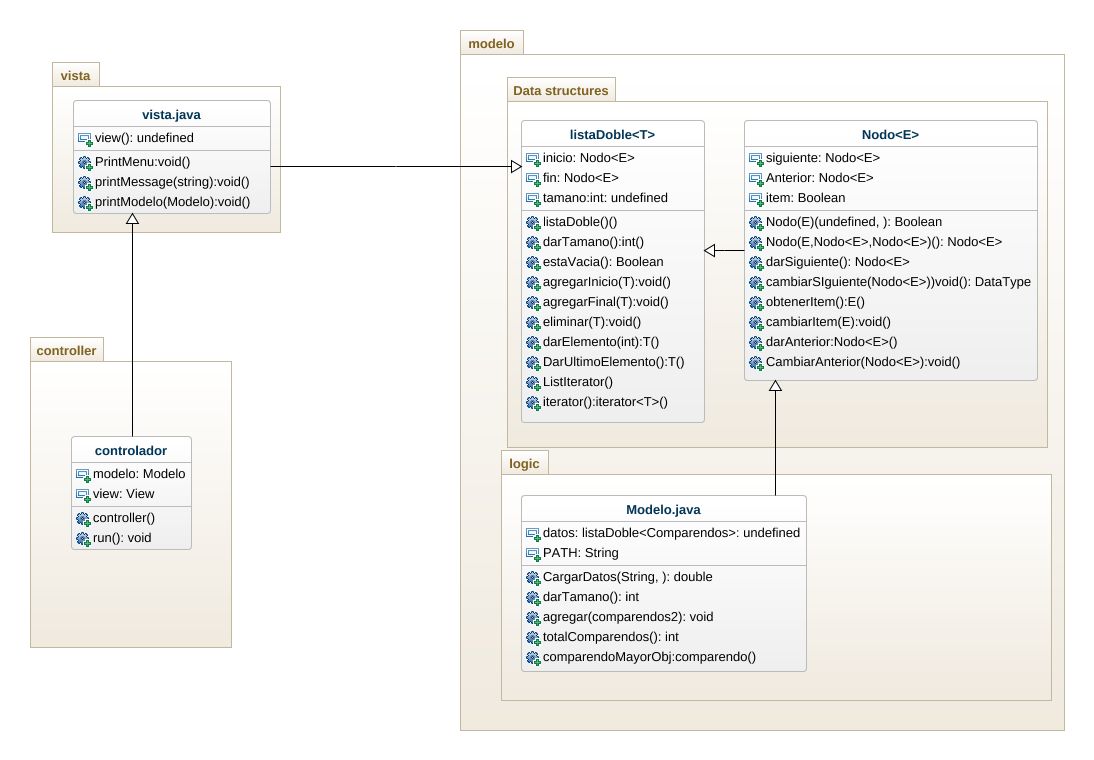 vista
vista.java
view(): undefined
PrintMenu:void()
printMessage(string):void()
printModelo(Modelo):void()
controller
controlador
modelo: Modelo
view: View
controller()
run(): void
modelo
Data structures
listaDoble<T>
inicio: Nodo<E>
fin: Nodo<E>
tamano:int: undefined
listaDoble()()
darTamano():int()
estaVacia(): Boolean
agregarInicio(T):void()
agregarFinal(T):void()
eliminar(T):void()
darElemento(int):T()
DarUltimoElemento():T()
ListIterator()
iterator():iterator<T>()
Nodo<E>
siguiente: Nodo<E>
Anterior: Nodo<E>
item: Boolean
Nodo(E)(undefined, ): Boolean
Nodo(E,Nodo<E>,Nodo<E>)(): Nodo<E>
darSiguiente(): Nodo<E>
cambiarSIguiente(Nodo<E>))void(): DataType
obtenerItem():E()
cambiarItem(E):void()
darAnterior:Nodo<E>()
CambiarAnterior(Nodo<E>):void()
logic
Modelo.java
datos: listaDoble<Comparendos>: undefined
PATH: String
CargarDatos(String, ): double
darTamano(): int
agregar(comparendos2): void
totalComparendos(): int
comparendoMayorObj:comparendo()